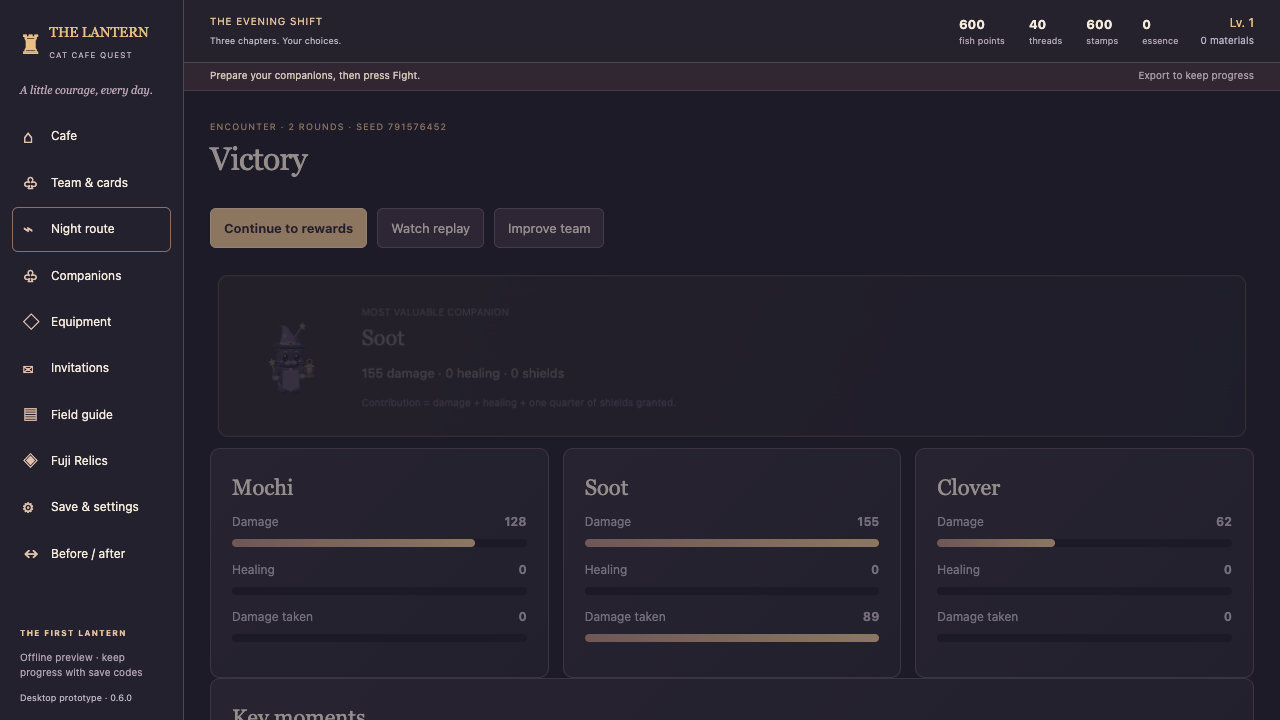 THE LANTERN
CAT CAFE QUEST
A little courage, every day.
Cafe
Team & cards
Night route
Companions
Equipment
Invitations
Field guide
Fuji Relics
Save & settings
Before / after
THE FIRST LANTERN
Offline preview · keep
progress with save codes
Desktop prototype · 0.6.0
THE EVENING SHIFT
Three chapters. Your choices.
600
fish points
40
threads
600
stamps
0
essence
Lv. 1
0 materials
Prepare your companions, then press Fight.
Export to keep progress
ENCOUNTER · 2 ROUNDS · SEED 791576452
Victory
Continue to rewards
Watch replay
Improve team
MOST VALUABLE COMPANION
Soot
155 damage · 0 healing · 0 shields
Contribution = damage + healing + one quarter of shields granted.
Mochi
Damage 128
Healing 0
Damage taken 0
Soot
Damage 155
Healing 0
Damage taken 89
Clover
Damage 62
Healing 0
Damage taken 0
Key moments